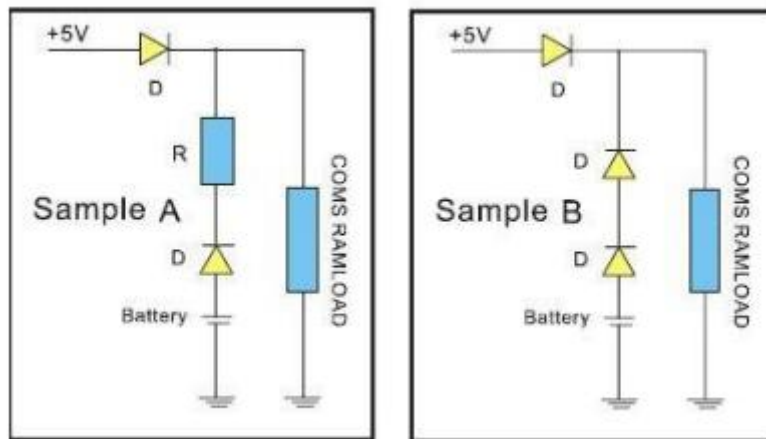 +5V
D
R
Sample A
D
Battery
COMS RAMLOAD
+5V
D
D
Sample B
D
Battery
COMS RAMLOAD